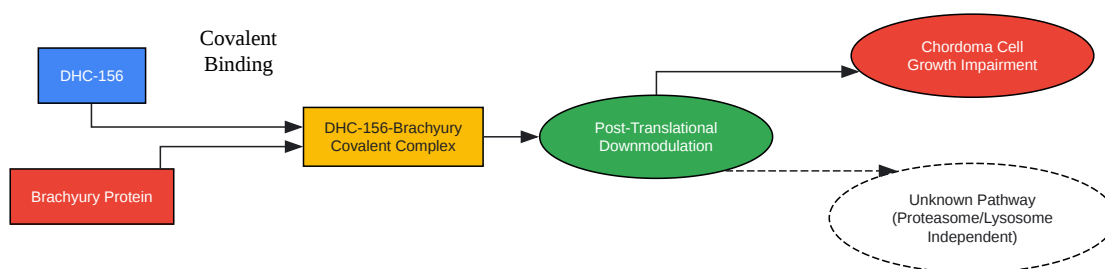 Covalent
Binding
DHC-156
Brachyury Protein
DHC-156-Brachyury
Covalent Complex
Post-Translational
Downmodulation
Chordoma Cell
Growth Impairment
Unknown Pathway
(Proteasome/Lysosome
Independent)